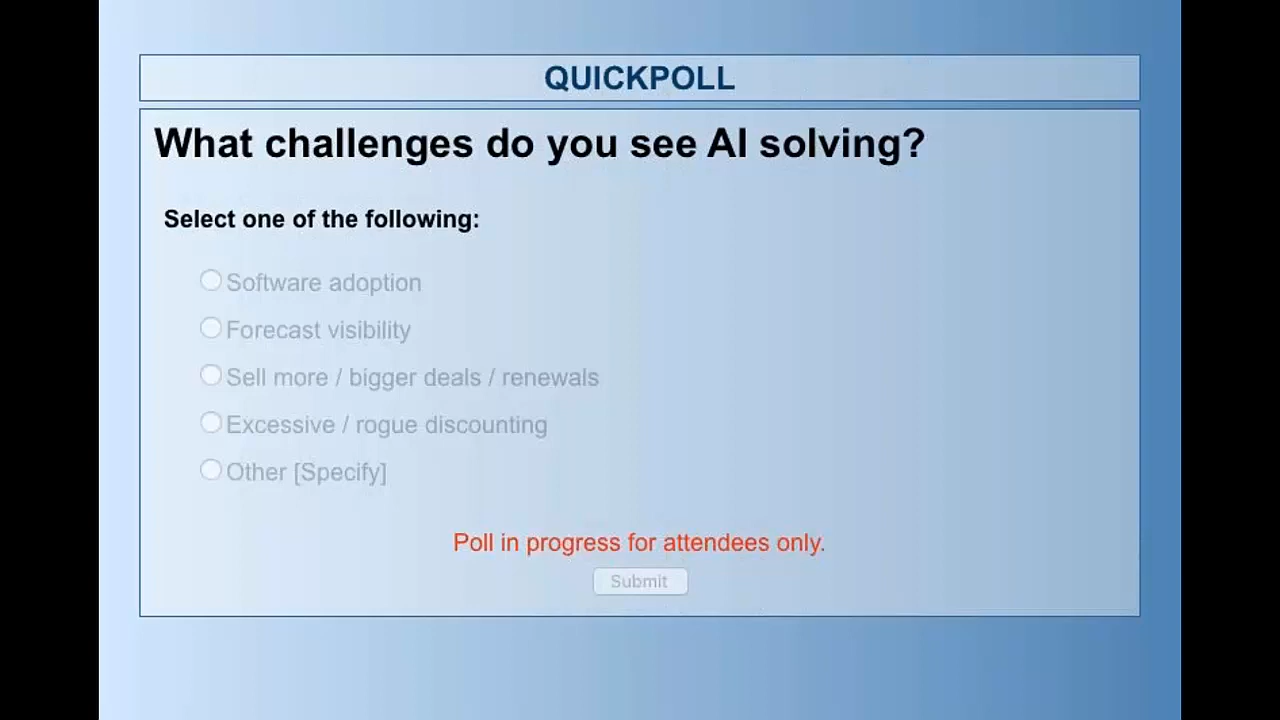 QUICKPOLL
What challenges do you see AI solving?
Select one of the following:
Software adoption
Forecast visibility
Sell more / bigger deals / renewals
Excessive / rogue discounting
Other [Specify]
Poll in progress for attendees only.
Submit